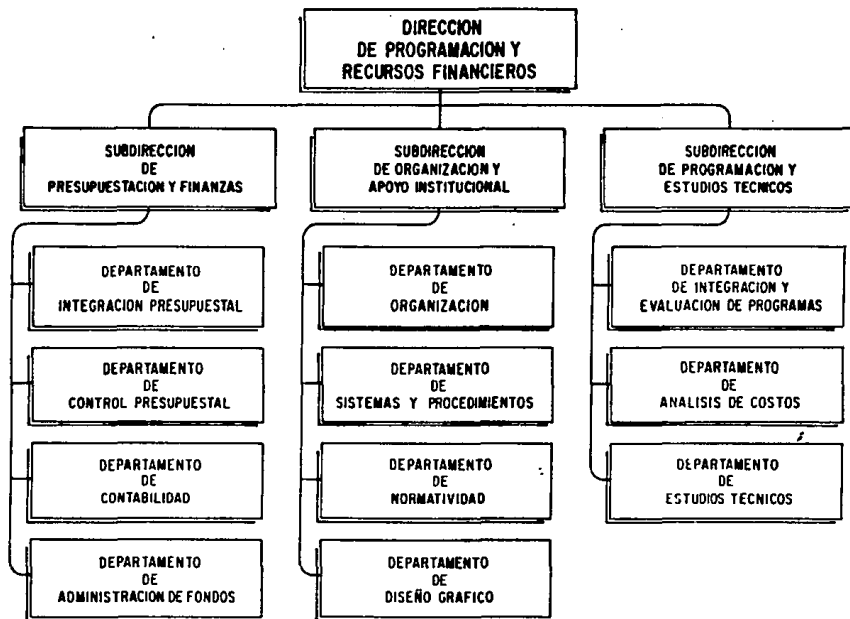 DIRECCION
DE PROGRAMACION Y
RECURSOS FINANCIEROS
SUBDIRECCION
DE
PRESUPUESTACION Y FINANZAS
SUBDIRECCION
DE ORGANIZACION Y
APOYO INSTITUCIONAL
SUBDIRECCION
DE PROGRAMACION Y
ESTUDIOS TECNICOS
DEPARTAMENTO
DE
INTEGRACION PRESUPUESTAL
DEPARTAMENTO
DE
ORGANIZACION
DEPARTAMENTO
DE INTEGRACION Y
EVALUACION DE PROGRAMAS
DEPARTAMENTO
DE
CONTROL PRESUPUESTAL
DEPARTAMENTO
DE
SISTEMAS Y PROCEDIMIENTOS
DEPARTAMENTO
DE
ANALISIS DE COSTOS
DEPARTAMENTO
DE
CONTABILIDAD
DEPARTAMENTO
DE
NORMATIVIDAD
DEPARTAMENTO
DE
ESTUDIOS TECNICOS
DEPARTAMENTO
DE
ADMINISTRACION DE FONDOS
DEPARTAMENTO
DE
DISEÑO GRAFICO